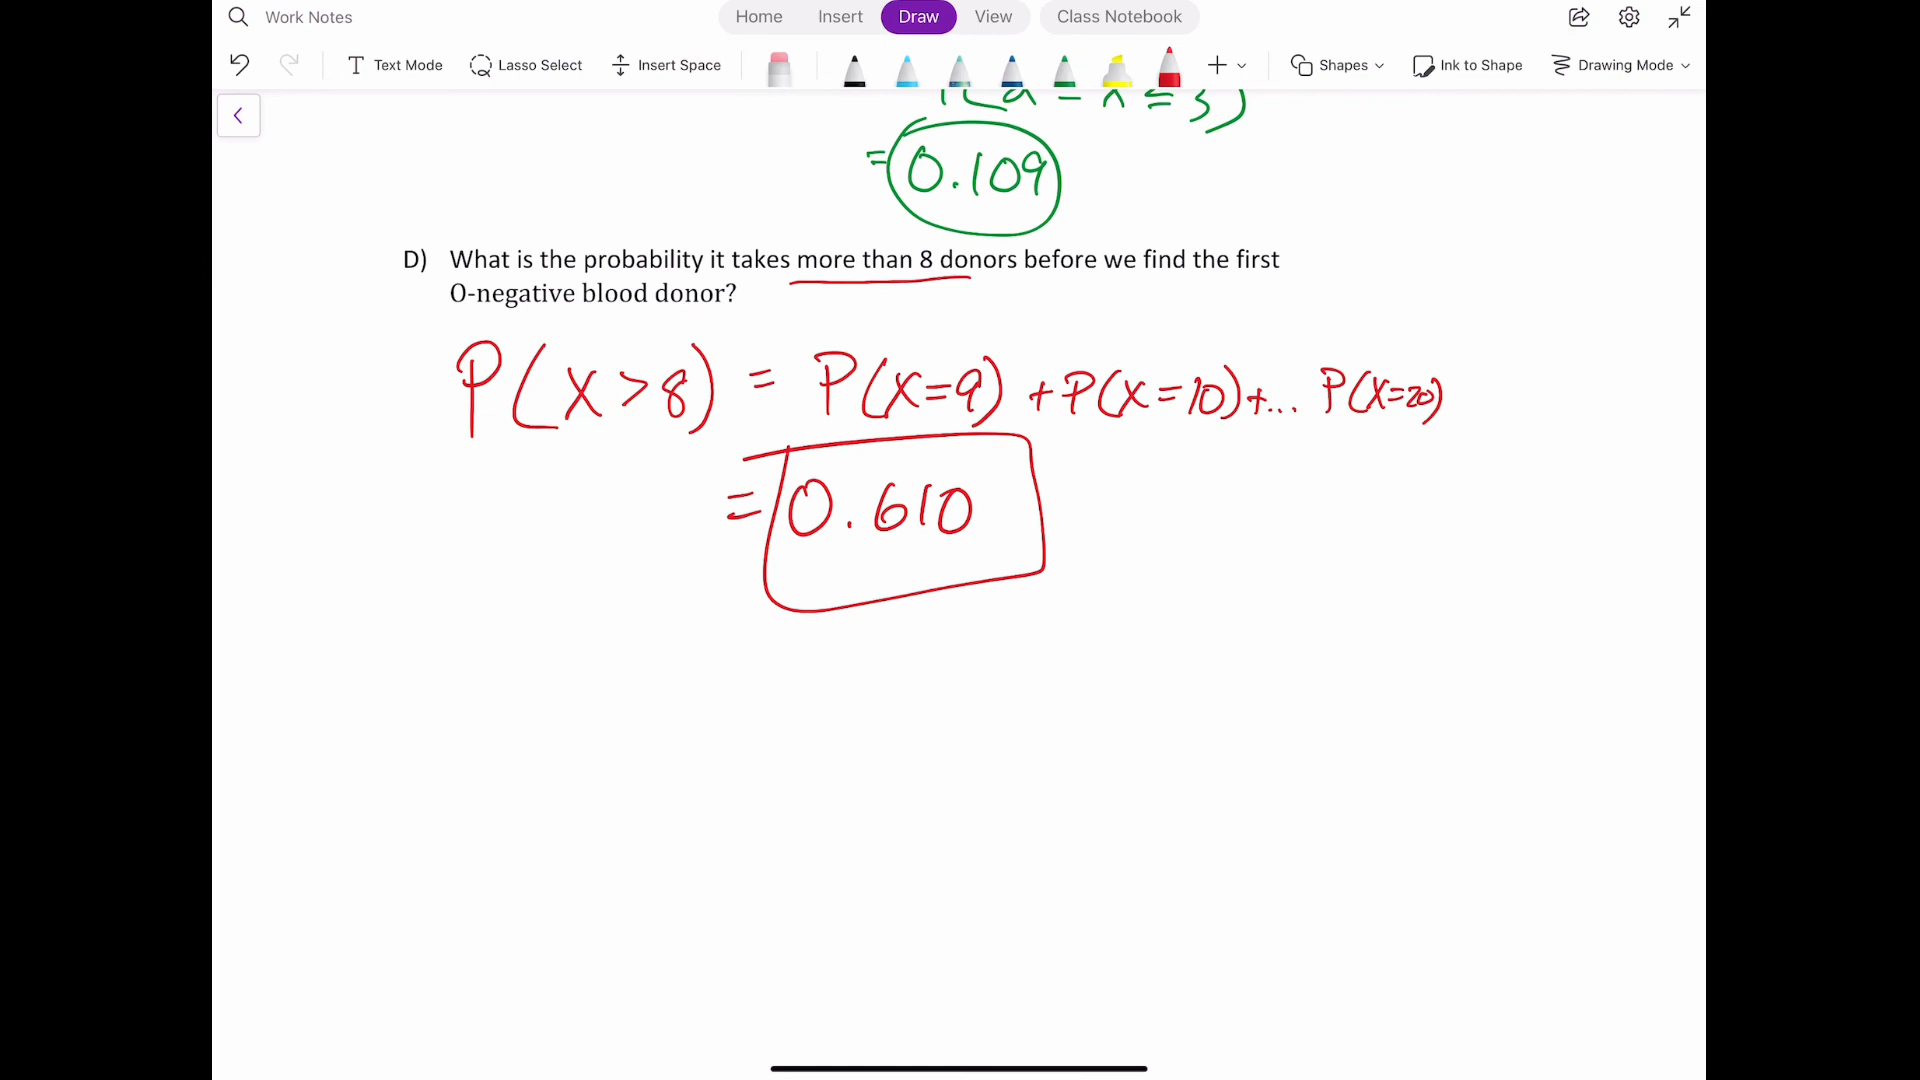 Work Notes
Home Insert Draw View Class Notebook
Text Mode Lasso Select Insert Space Shapes Ink to Shape Drawing Mode
= 0.109
D) What is the probability it takes more than 8 donors before we find the first
O-negative blood donor?
P(X>8) = P(X=9) +P(X=10)+... P(X=20)
= 0.610